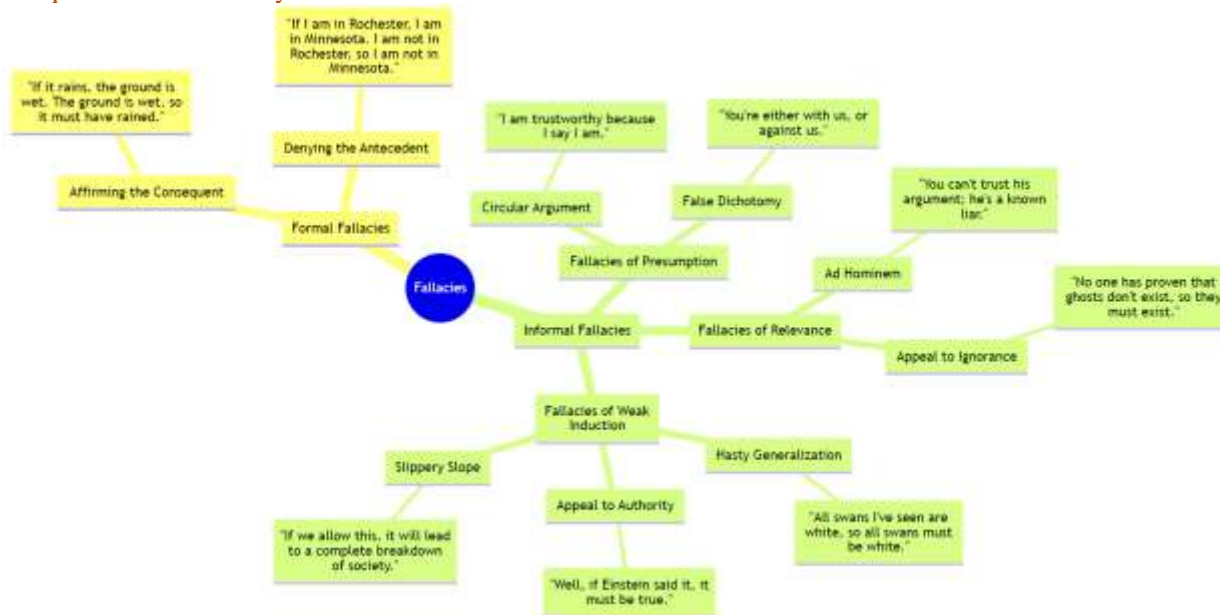 "If I am in Rochester, I am
in Minnesota. I am not in
Rochester, so I am not in
Minnesota."
"If it rains, the ground is
wet. The ground is wet, so
it must have rained."
Denying the Antecedent
Affirming the Consequent
Formal Fallacies
Fallacies
"I am trustworthy because
I say I am."
"You're either with us, or
against us."
Circular Argument
False Dichotomy
Fallacies of Presumption
"You can't trust his
argument; he's a known
liar."
Ad Hominem
"No one has proven that
ghosts don't exist, so they
must exist."
Informal Fallacies
Fallacies of Relevance
Appeal to Ignorance
Fallacies of Weak
Induction
Slippery Slope
Hasty Generalization
Appeal to Authority
"If we allow this, it will lead
to a complete breakdown
of society."
"All swans I've seen are
white, so all swans must
be white."
"Well, if Einstein said it, it
must be true."